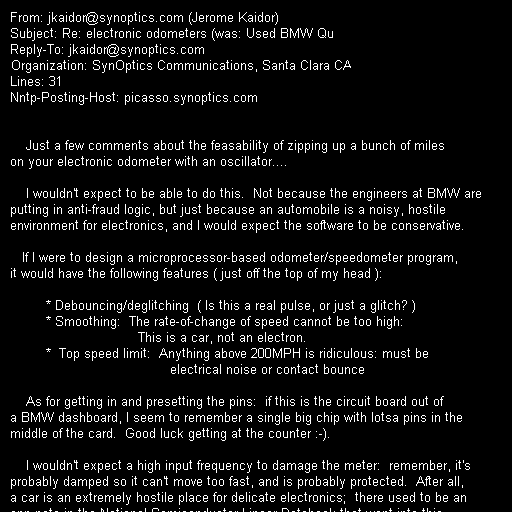 From: jkaidor@synoptics.com (Jerome Kaidor)
Subject: Re: electronic odometers (was: Used BMW Qu
Reply-To: jkaidor@synoptics.com
Organization: SynOptics Communications, Santa Clara CA
Lines: 31
Nntp-Posting-Host: picasso.synoptics.com

Just a few comments about the feasability of zipping up a bunch of miles
on your electronic odometer with an oscillator....

I wouldn't expect to be able to do this.  Not because the engineers at BMW are
putting in anti-fraud logic, but just because an automobile is a noisy, hostile
environment for electronics, and I would expect the software to be conservative.

If I were to design a microprocessor-based odometer/speedometer program,
it would have the following features ( just off the top of my head ):

* Debouncing/deglitching  ( Is this a real pulse, or just a glitch? )
* Smoothing:  The rate-of-change of speed cannot be too high:
This is a car, not an electron.
*  Top speed limit:  Anything above 200MPH is ridiculous: must be
electrical noise or contact bounce

As for getting in and presetting the pins:  if this is the circuit board out of
a BMW dashboard, I seem to remember a single big chip with lotsa pins in the
middle of the card.  Good luck getting at the counter :-).

I wouldn't expect a high input frequency to damage the meter:  remember, it's
probably damped so it can't move too fast, and is probably protected.  After all,
a car is an extremely hostile place for delicate electronics;  there used to be an
app note in the National Semiconductor Linear Databook that went into this